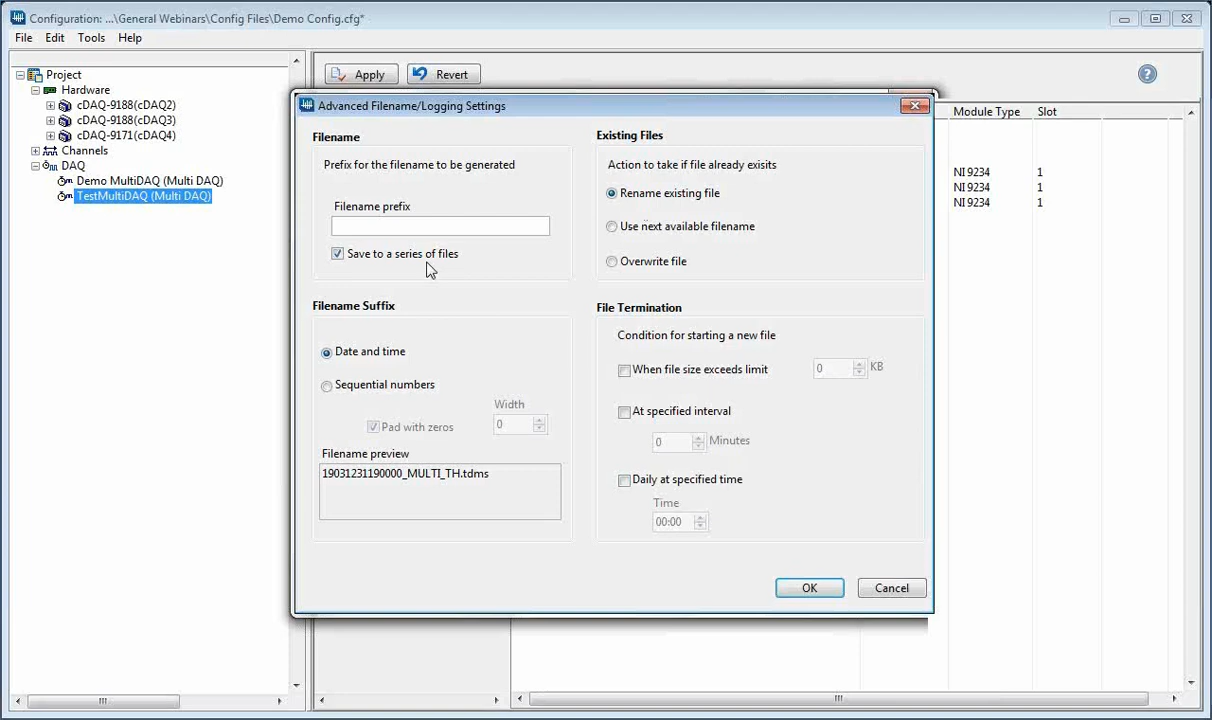 Configuration: ...\General Webinars\Config Files\Demo Config.cfg*
File Edit Tools Help
Project
Hardware
cDAQ-9188(cDAQ2)
cDAQ-9188(cDAQ3)
cDAQ-9171(cDAQ4)
Channels
DAQ
Demo MultiDAQ (Multi DAQ)
TestMultiDAQ (Multi DAQ)
Apply Revert
?
Module Type Slot
NI 9234 1
NI 9234 1
NI 9234 1
Advanced Filename/Logging Settings
Filename
Prefix for the filename to be generated
Filename prefix
Save to a series of files
Filename Suffix
Date and time
Sequential numbers
Width
Pad with zeros 0
Filename preview
19031231190000_MULTI_TH.tdms
Existing Files
Action to take if file already exisits
Rename existing file
Use next available filename
Overwrite file
File Termination
Condition for starting a new file
When file size exceeds limit 0 KB
At specified interval
0 Minutes
Daily at specified time
Time
00:00
OK Cancel